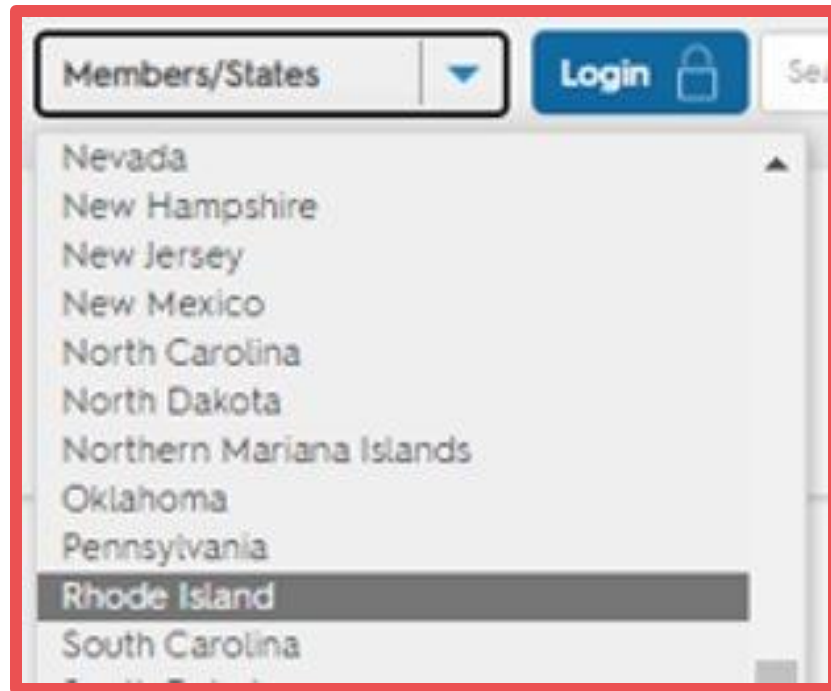 Members/States
Login
Nevada
New Hampshire
New Jersey
New Mexico
North Carolina
North Dakota
Northern Mariana Islands
Oklahoma
Pennsylvania
Rhode Island
South Carolina